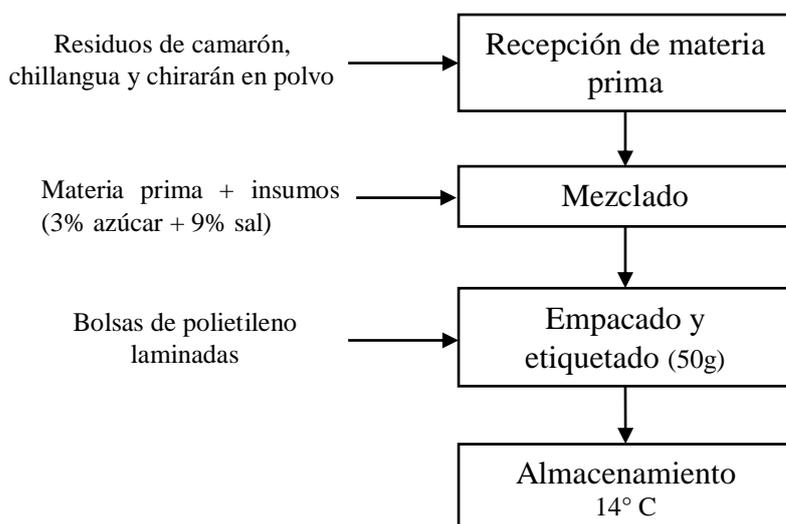 Residuos de camarón,
chillangua y chirarán en polvo
Recepción de materia
prima
Materia prima + insumos
(3% azúcar + 9% sal)
Mezclado
Bolsas de polietileno
laminadas
Empacado y
etiquetado (50g)
Almacenamiento
14° C